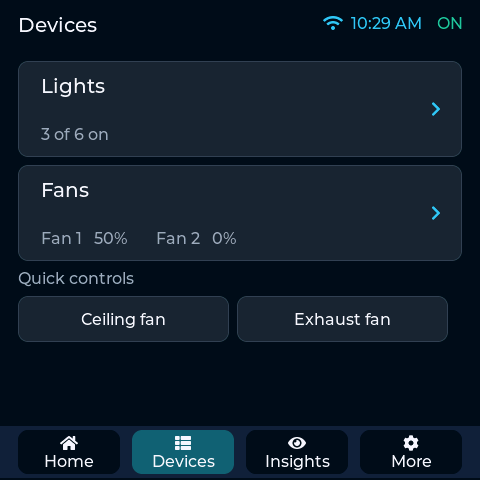 Devices 10:29 AM ON
Lights
3 of 6 on
Fans
Fan 1 50% Fan 2 0%
Quick controls
Ceiling fan Exhaust fan
Home Devices Insights More